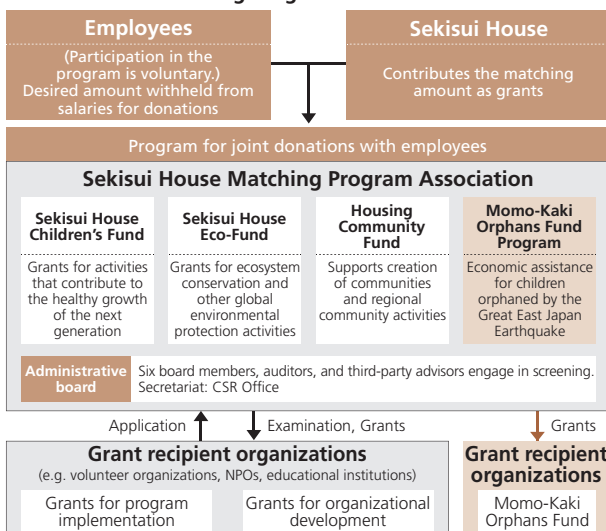 Employees
(Participation in the
program is voluntary.)
Desired amount withheld from
salaries for donations
Sekisui House
Contributes the matching
amount as grants
Program for joint donations with employees
Sekisui House Matching Program Association
Sekisui House
Children's Fund
Grants for activities
that contribute to
the healthy growth
of the next
generation
Sekisui House
Eco-Fund
Grants for ecosystem
conservation and
other global
environmental
protection activities
Housing
Community
Fund
Supports creation
of communities
and regional
community activities
Momo-Kaki
Orphans Fund
Program
Economic assistance
for children
orphaned by the
Great East Japan
Earthquake
Administrative
board
Six board members, auditors, and third-party advisors engage in screening.
Secretariat: CSR Office
Application
Examination, Grants
Grants
Grant recipient organizations
(e.g. volunteer organizations, NPOs, educational institutions)
Grants for program
implementation
Grants for organizational
development
Grant recipient
organizations
Momo-Kaki
Orphans Fund